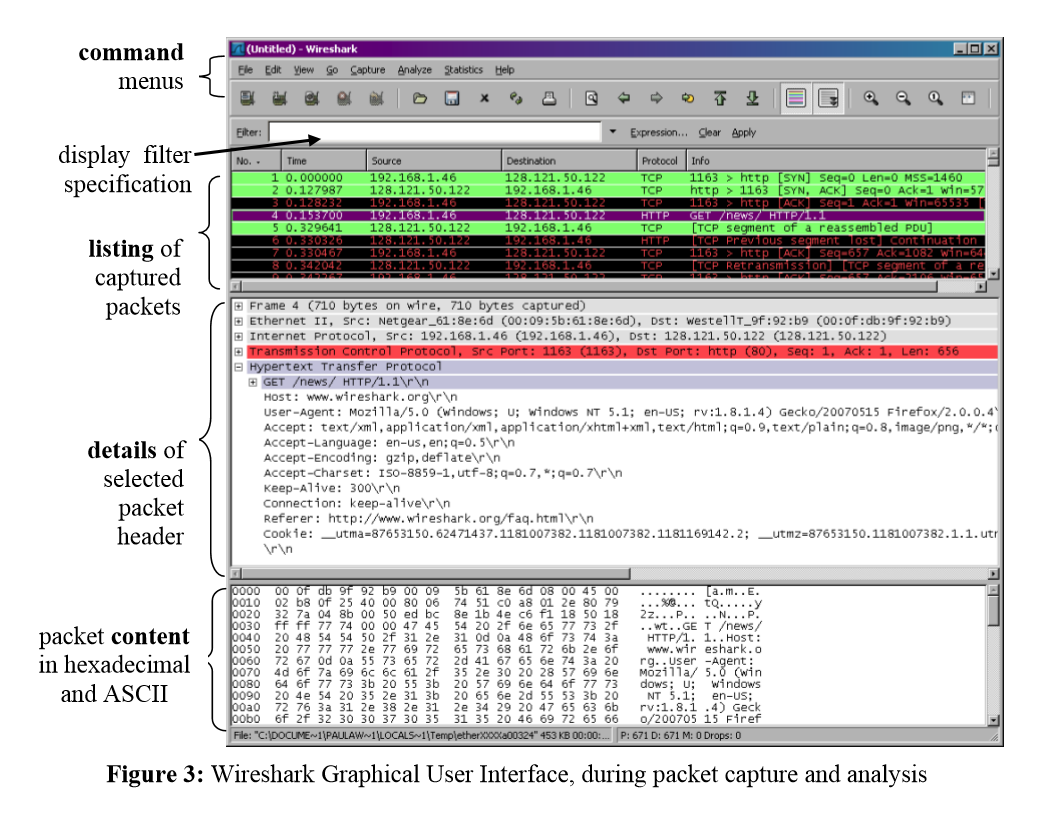 command
menus
display filter
specification
listing of
captured
packets
details of
selected
packet
header
packet content
in hexadecimal
and ASCII
(Untitled) - Wireshark
File Edit View Go Capture Analyze Statistics Help
Filter: Expression... Clear Apply
No. - Time Source Destination Protocol Info
1 0.000000 192.168.1.46 128.121.50.122 TCP 1163 > http [SYN] Seq=0 Len=0 MSS=1460
2 0.127987 128.121.50.122 192.168.1.46 TCP http > 1163 [SYN, ACK] Seq=0 Ack=1 Win=57
3 0.128232 192.168.1.46 128.121.50.122 TCP 1163 > http [ACK] Seq=1 Ack=1 Win=65535 [
4 0.153700 192.168.1.46 128.121.50.122 HTTP GET /news/ HTTP/1.1
5 0.329641 128.121.50.122 192.168.1.46 TCP [TCP segment of a reassembled PDU]
6 0.330326 128.121.50.122 192.168.1.46 HTTP [TCP Previous segment lost] Continuation
7 0.330467 192.168.1.46 128.121.50.122 TCP 1163 > http [ACK] Seq=657 Ack=1082 Win=64
8 0.342042 128.121.50.122 192.168.1.46 TCP [TCP Retransmission] [TCP segment of a re
Frame 4 (710 bytes on wire, 710 bytes captured)
Ethernet II, Src: Netgear_61:8e:6d (00:09:5b:61:8e:6d), Dst: WestellT_9f:92:b9 (00:0f:db:9f:92:b9)
Internet Protocol, Src: 192.168.1.46 (192.168.1.46), Dst: 128.121.50.122 (128.121.50.122)
Transmission Control Protocol, Src Port: 1163 (1163), Dst Port: http (80), Seq: 1, Ack: 1, Len: 656
Hypertext Transfer Protocol
GET /news/ HTTP/1.1\r\n
Host: www.wireshark.org\r\n
User-Agent: Mozilla/5.0 (Windows; U; Windows NT 5.1; en-US; rv:1.8.1.4) Gecko/20070515 Firefox/2.0.0.4\
Accept: text/xml,application/xml,application/xhtml+xml,text/html;q=0.9,text/plain;q=0.8,image/png,*/*;
Accept-Language: en-us,en;q=0.5\r\n
Accept-Encoding: gzip,deflate\r\n
Accept-Charset: ISO-8859-1,utf-8;q=0.7,*;q=0.7\r\n
Keep-Alive: 300\r\n
Connection: keep-alive\r\n
Referer: http://www.wireshark.org/faq.html\r\n
Cookie: __utma=87653150.62471437.1181007382.1181007382.1181169142.2; __utmz=87653150.1181007382.1.1.utm
\r\n
0000 00 0f db 9f 92 b9 00 09 5b 61 8e 6d 08 00 45 00 ........ [a.m..E.
0010 02 b8 0f 25 40 00 80 06 74 51 c0 a8 01 2e 80 79 ...%@... tQ.....y
0020 32 7a 04 8b 00 50 ed bc 8e 1b 4e c6 f1 18 50 18 2z...P.. ..N...P.
0030 ff ff 77 74 00 00 47 45 54 20 2f 6e 65 77 73 2f ..wt..GE T /news/
0040 20 48 54 54 50 2f 31 2e 31 0d 0a 48 6f 73 74 3a HTTP/1. 1..Host:
0050 20 77 77 77 2e 77 69 72 65 73 68 61 72 6b 2e 6f www.wir eshark.o
0060 72 67 0d 0a 55 73 65 72 2d 41 67 65 6e 74 3a 20 rg..User -Agent:
0070 4d 6f 7a 69 6c 6c 61 2f 35 2e 30 20 28 57 69 6e Mozilla/ 5.0 (Win
0080 64 6f 77 73 3b 20 55 3b 20 57 69 6e 64 6f 77 73 dows; U; Windows
0090 20 4e 54 20 35 2e 31 3b 20 65 6e 2d 55 53 3b 20 NT 5.1; en-US;
00a0 72 76 3a 31 2e 38 2e 31 2e 34 29 20 47 65 63 6b rv:1.8.1 .4) Geck
00b0 6f 2f 32 30 30 37 30 35 31 35 20 46 69 72 65 66 o/200705 15 Firef
File: "C:\DOCUME~1\PAULAW~1\LOCALS~1\Temp\etherXXXXa00324" 453 KB 00:00:... P: 671 D: 671 M: 0 Drops: 0
Figure 3: Wireshark Graphical User Interface, during packet capture and analysis